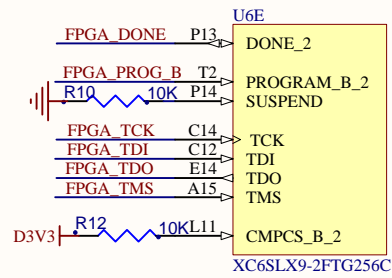 U6E
FPGA_DONE P13 DONE_2
FPGA_PROG_B T2 PROGRAM_B_2
R10 10K P14 SUSPEND
FPGA_TCK C14 TCK
FPGA_TDI C12 TDI
FPGA_TDO E14 TDO
FPGA_TMS A15 TMS
R12
D3V3 10K L11 CMPCS_B_2
XC6SLX9-2FTG256C